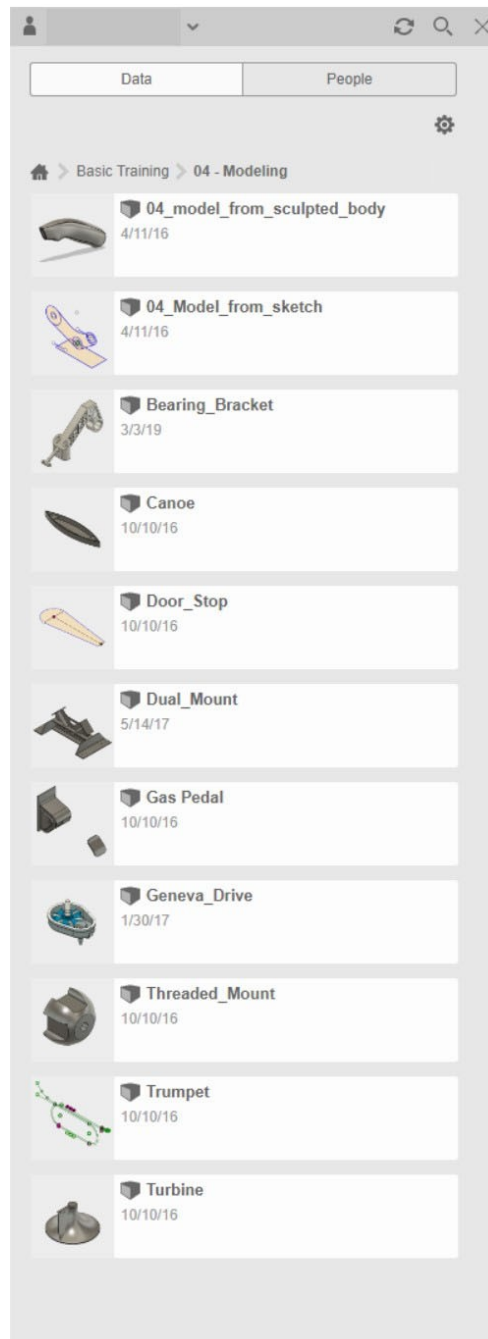 Data People
Basic Training 04 - Modeling
04_model_from_sculpted_body
4/11/16
04_Model_from_sketch
4/11/16
Bearing_Bracket
3/3/19
Canoe
10/10/16
Door_Stop
10/10/16
Dual_Mount
5/14/17
Gas Pedal
10/10/16
Geneva_Drive
1/30/17
Threaded_Mount
10/10/16
Trumpet
10/10/16
Turbine
10/10/16